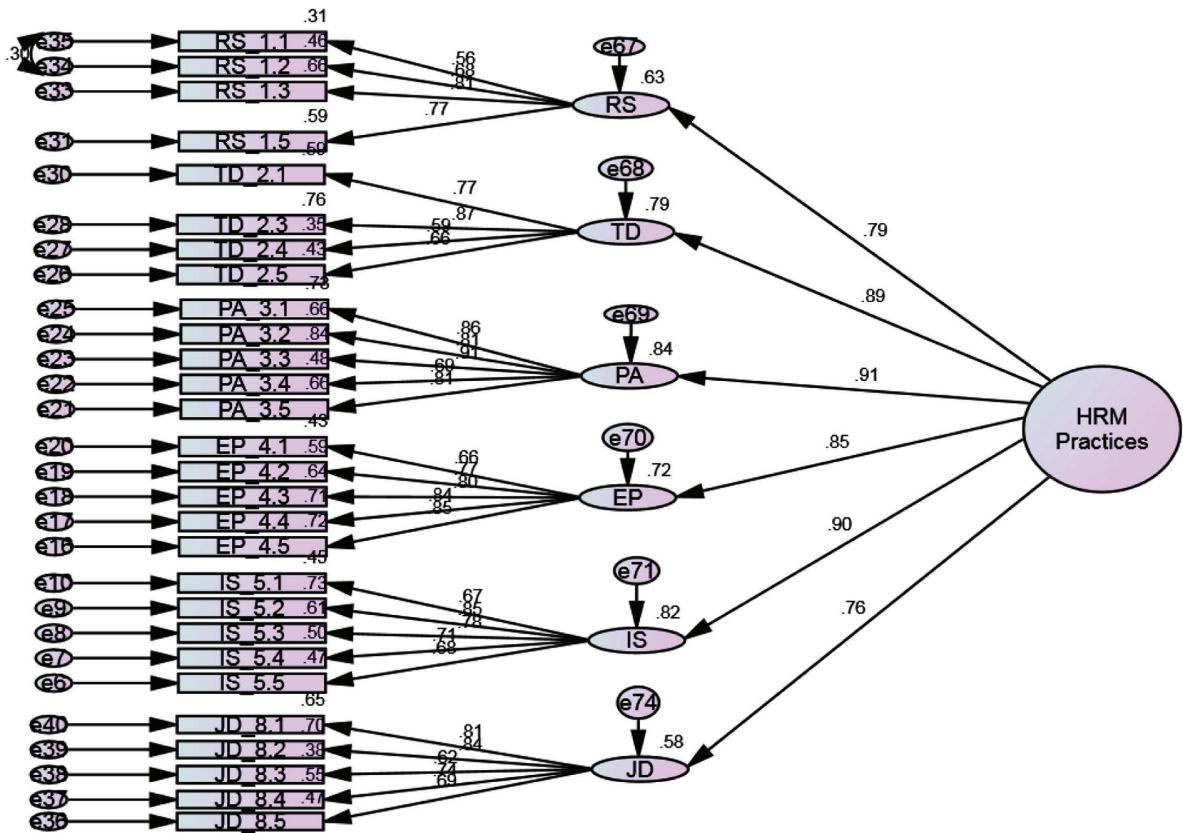 .31
e35 RS_1.1 .46
.30
e34 RS_1.2 .66
e33 RS_1.3
.59
e31 RS_1.5
.59
e30 TD_2.1
.76
e28 TD_2.3 .35
e27 TD_2.4 .43
e26 TD_2.5
.73
e25 PA_3.1 .66
e24 PA_3.2 .84
e23 PA_3.3 .48
e22 PA_3.4 .66
e21 PA_3.5
.43
e20 EP_4.1 .59
e19 EP_4.2 .64
e18 EP_4.3 .71
e17 EP_4.4 .72
e16 EP_4.5
.45
e10 IS_5.1 .73
e9 IS_5.2 .61
e8 IS_5.3 .50
e7 IS_5.4 .47
e6 IS_5.5
.65
e40 JD_8.1 .70
e39 JD_8.2 .38
e38 JD_8.3 .55
e37 JD_8.4 .47
e36 JD_8.5
.56
.68
.81
.77
.77
.87
.59
.66
.86
.81
.91
.69
.81
.66
.77
.80
.84
.85
.67
.85
.78
.71
.68
.81
.84
.62
.74
.69
e67
.63
RS
e68
.79
TD
e69
.84
PA
e70
.72
EP
e71
.82
IS
e74
.58
JD
.79
.89
.91
.85
.90
.76
HRM
Practices